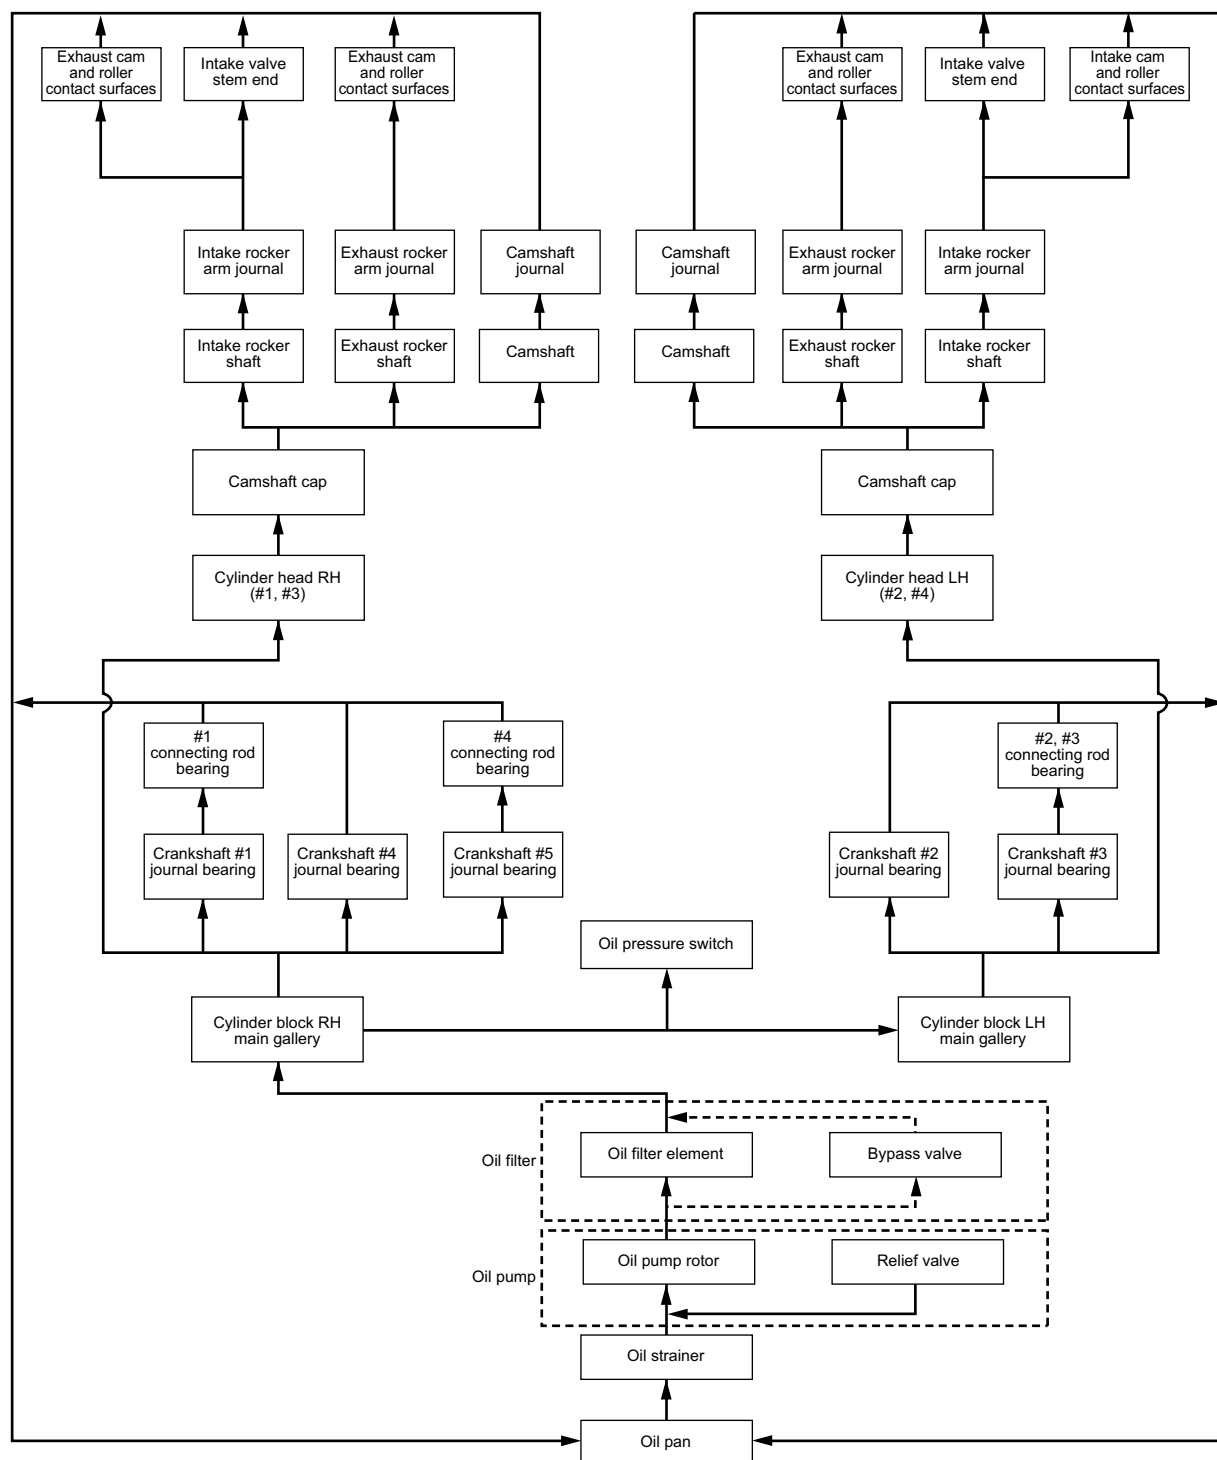 Exhaust cam
and roller
contact surfaces
Intake valve
stem end
Exhaust cam
and roller
contact surfaces
Exhaust cam
and roller
contact surfaces
Intake valve
stem end
Intake cam
and roller
contact surfaces
Intake rocker
arm journal
Exhaust rocker
arm journal
Camshaft
journal
Camshaft
journal
Exhaust rocker
arm journal
Intake rocker
arm journal
Intake rocker
shaft
Exhaust rocker
shaft
Camshaft
Camshaft
Exhaust rocker
shaft
Intake rocker
shaft
Camshaft cap
Camshaft cap
Cylinder head RH
(#1, #3)
Cylinder head LH
(#2, #4)
#1
connecting rod
bearing
#4
connecting rod
bearing
#2, #3
connecting rod
bearing
Crankshaft #1
journal bearing
Crankshaft #4
journal bearing
Crankshaft #5
journal bearing
Crankshaft #2
journal bearing
Crankshaft #3
journal bearing
Oil pressure switch
Cylinder block RH
main gallery
Cylinder block LH
main gallery
Oil filter
Oil filter element
Bypass valve
Oil pump
Oil pump rotor
Relief valve
Oil strainer
Oil pan